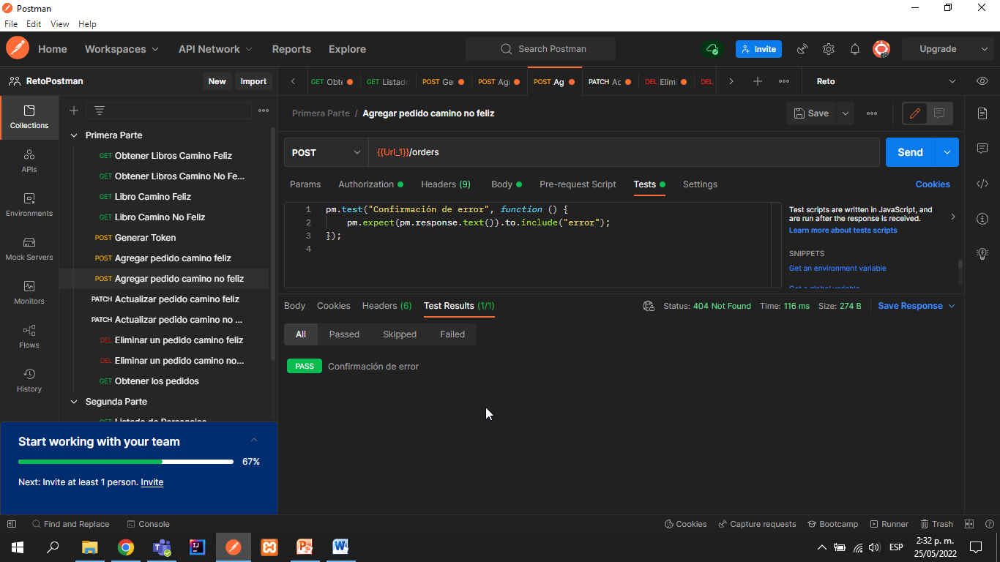 Postman
File Edit View Help
Home Workspaces API Network Reports Explore Search Postman Invite Upgrade
RetoPostman New Import GET Obte GET Listado POST Ge POST Agr POST Ag PATCH Ac DEL Elimi DEL Reto
Collections
APIs
Environments
Mock Servers
Monitors
Flows
History
Primera Parte
GET Obtener Libros Camino Feliz
GET Obtener Libros Camino No Fe...
GET Libro Camino Feliz
GET Libro Camino No Feliz
POST Generar Token
POST Agregar pedido camino feliz
POST Agregar pedido camino no feliz
PATCH Actualizar pedido camino feliz
PATCH Actualizar pedido camino no ...
DEL Eliminar un pedido camino feliz
DEL Eliminar un pedido camino no...
GET Obtener los pedidos
Segunda Parte
Start working with your team
67%
Next: Invite at least 1 person. Invite
Primera Parte / Agregar pedido camino no feliz Save
POST {{Url_1}}/orders Send
Params Authorization Headers (9) Body Pre-request Script Tests Settings Cookies
1 pm.test("Confirmación de error", function () {
2 pm.expect(pm.response.text()).to.include("error");
3 });
4
Test scripts are written in JavaScript, and
are run after the response is received.
Learn more about tests scripts
SNIPPETS
Get an environment variable
Body Cookies Headers (6) Test Results (1/1) Status: 404 Not Found Time: 116 ms Size: 274 B Save Response
All Passed Skipped Failed
PASS Confirmación de error
Find and Replace Console Cookies Capture requests Bootcamp Runner Trash
ESP
2:32 p. m.
25/05/2022